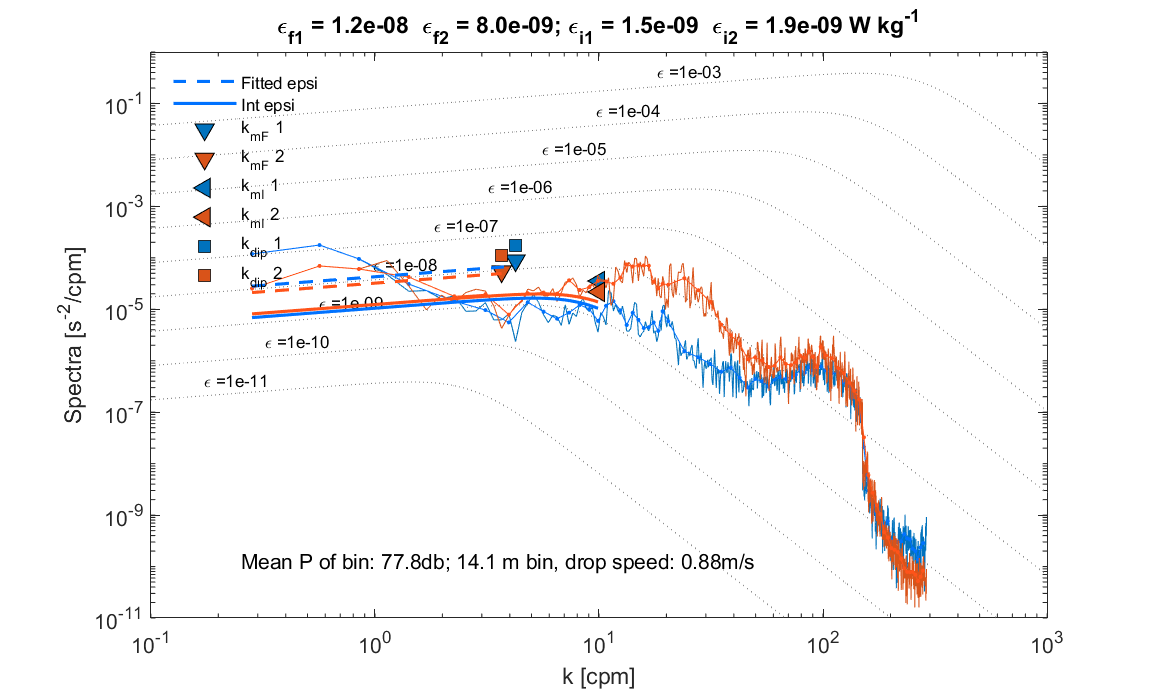 ϵf1 = 1.2e-08 ϵf2 = 8.0e-09; ϵi1 = 1.5e-09 ϵi2 = 1.9e-09 W kg-1
Fitted epsi
Int epsi
kmF 1
kmF 2
kmI 1
kmI 2
kdip 1
kdip 2
ϵ =1e-03
ϵ =1e-04
ϵ =1e-05
ϵ =1e-06
ϵ =1e-07
ϵ =1e-08
ϵ =1e-09
ϵ =1e-10
ϵ =1e-11
Mean P of bin: 77.8db; 14.1 m bin, drop speed: 0.88m/s
Spectra [s-2/cpm]
10-1
10-3
10-5
10-7
10-9
10-11
10-1 100 101 102 103
k [cpm]